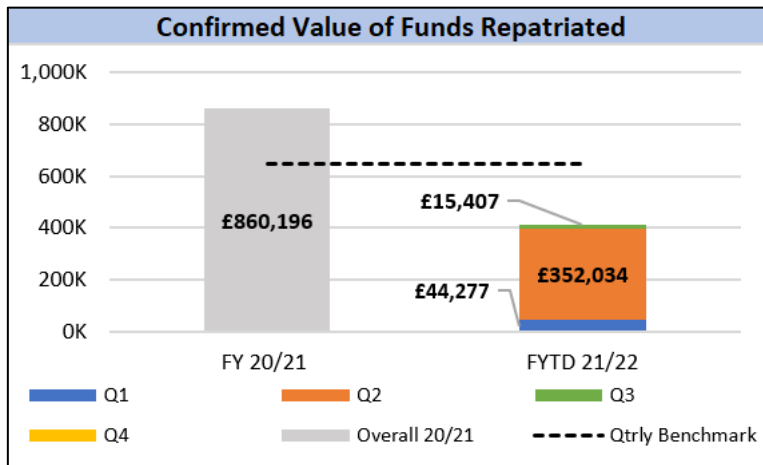 Confirmed Value of Funds Repatriated
1,000K
800K
600K
400K
200K
0K
£860,196
£15,407
£352,034
£44,277
FY 20/21
FYTD 21/22
Q1
Q2
Q3
Q4
Overall 20/21
Qtrly Benchmark